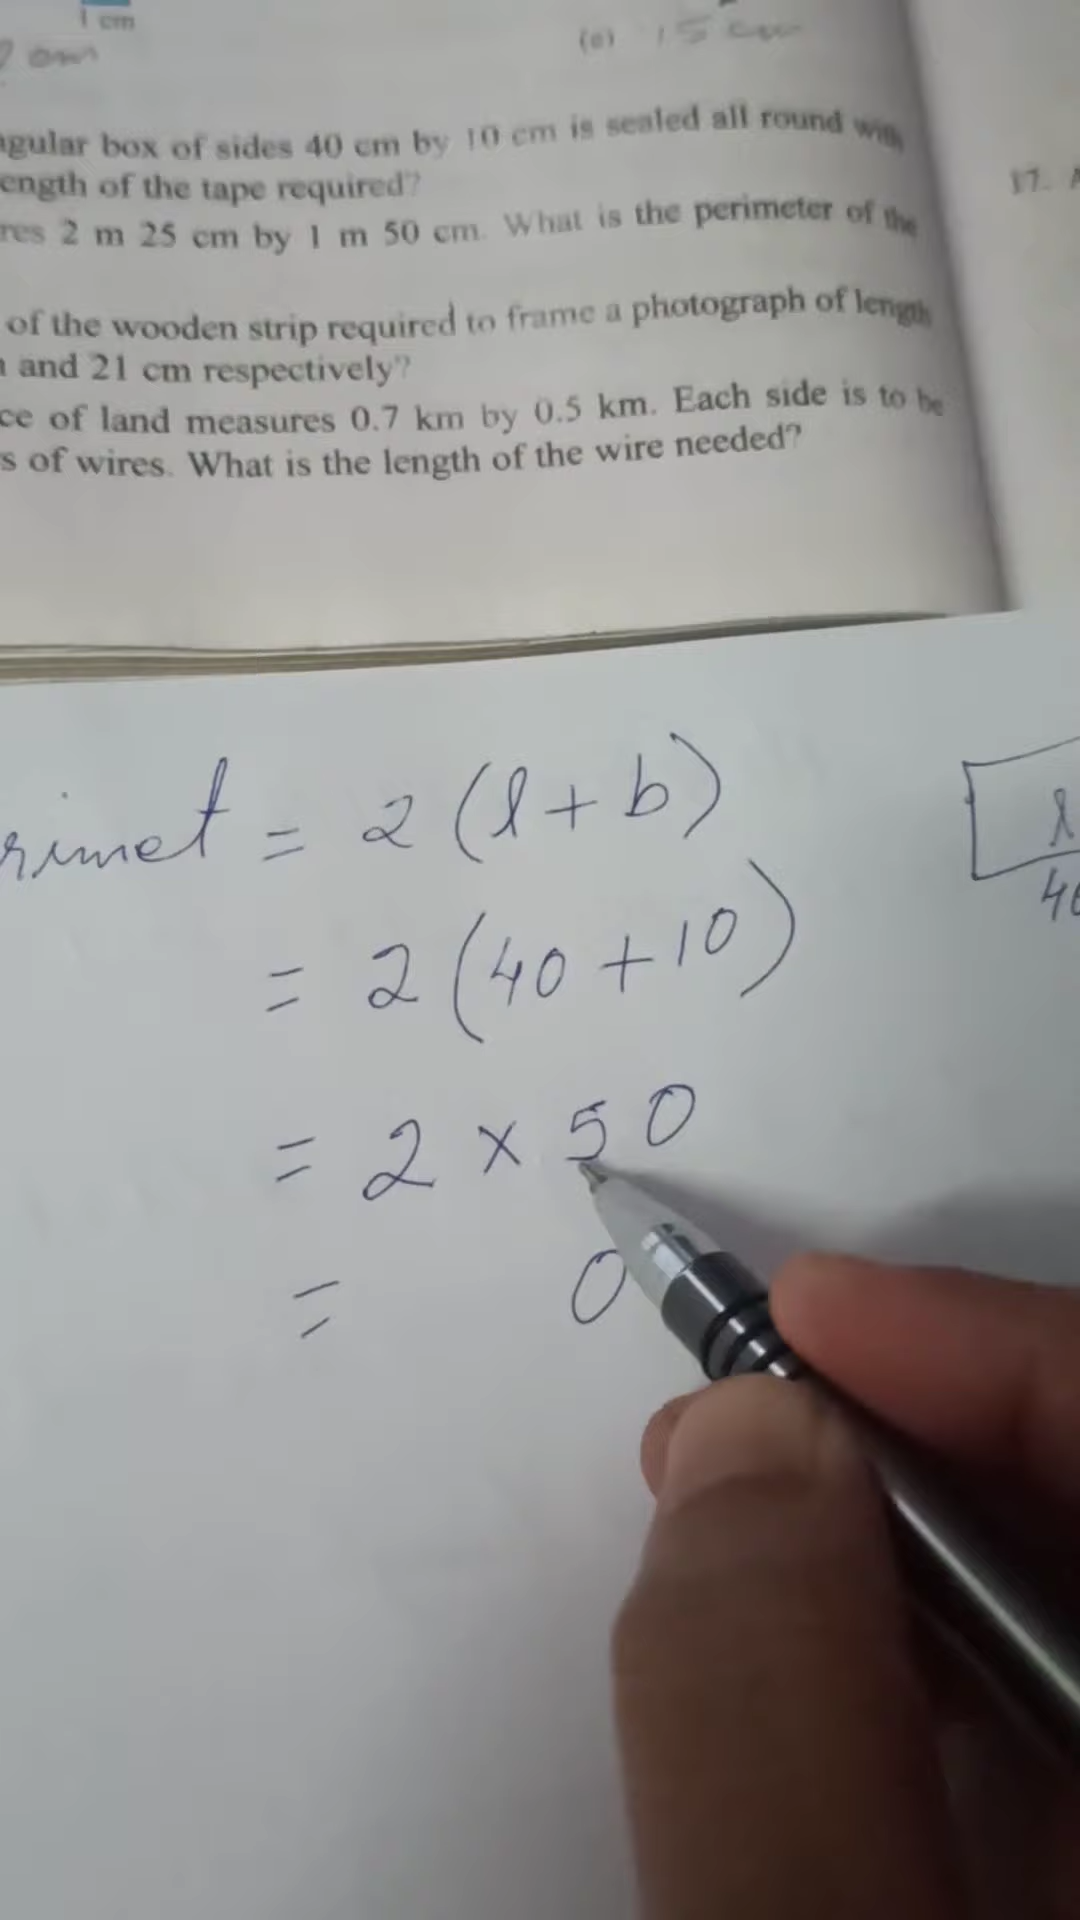 1 cm
cm
(e) 15 cm
ngular box of sides 40 cm by 10 cm is sealed all round with
ength of the tape required?
17. A
res 2 m 25 cm by 1 m 50 cm. What is the perimeter of the
of the wooden strip required to frame a photograph of length
and 21 cm respectively?
ce of land measures 0.7 km by 0.5 km. Each side is to be
s of wires. What is the length of the wire needed?
rimet = 2 (l + b)
l
40
= 2 (40 + 10)
= 2 × 50
= 0